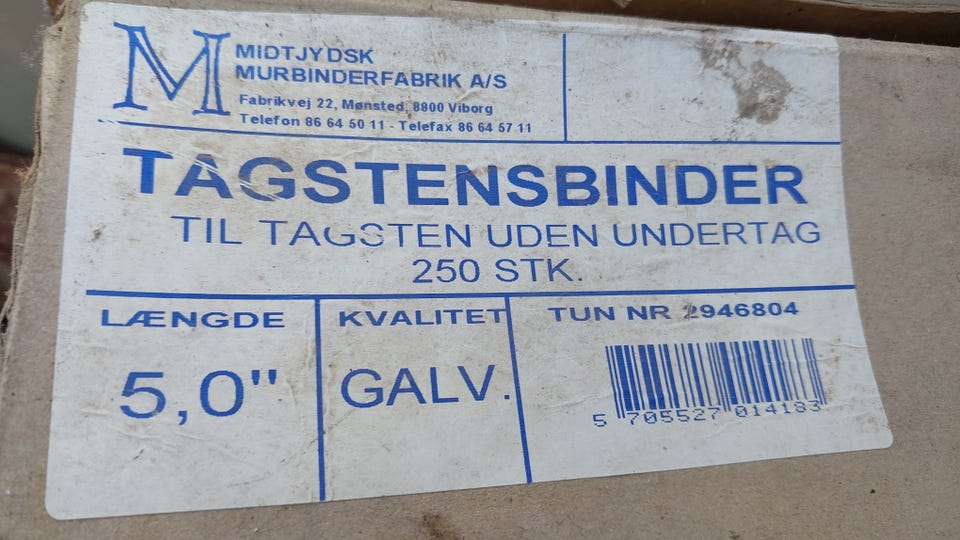 M
MIDTJYDSK
MURBINDERFABRIK A/S
Fabrikvej 22, Mønsted, 8800 Viborg
Telefon 86 64 50 11 - Telefax 86 64 57 11
TAGSTENSBINDER
TIL TAGSTEN UDEN UNDERTAG
250 STK.
LÆNGDE
5,0"
KVALITET
GALV.
TUN NR 2946804
5 705527 014183